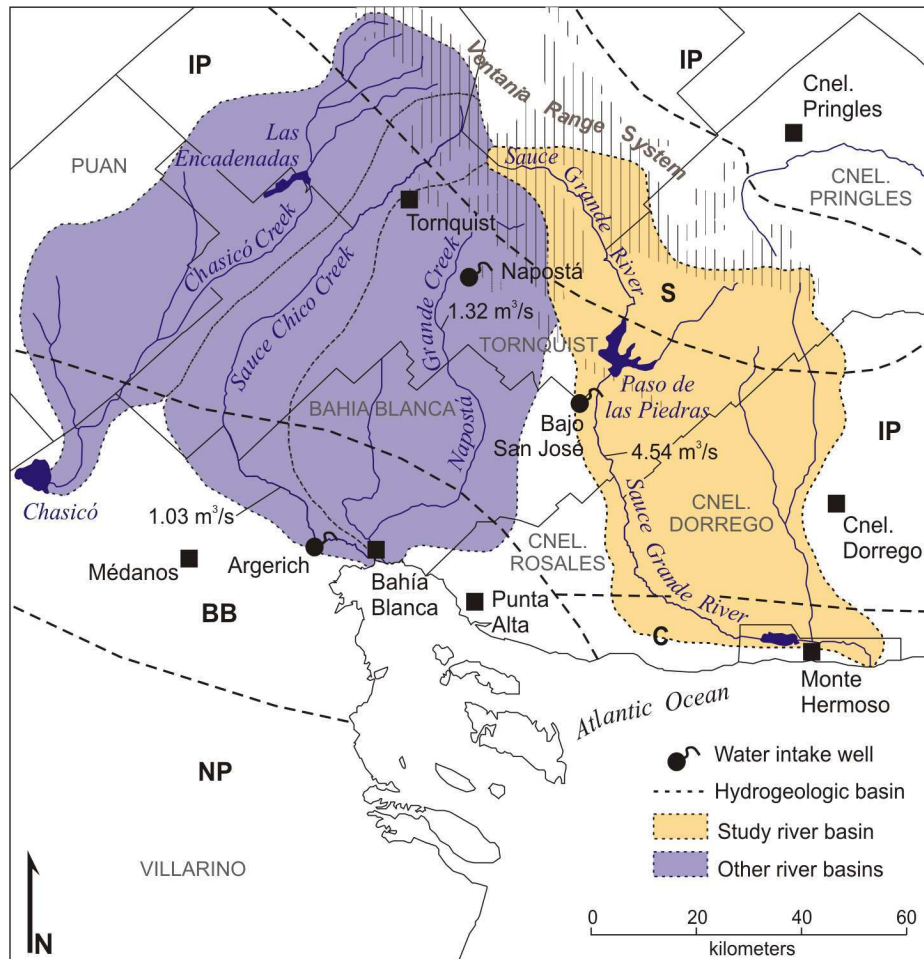 IP
IP
Ventania Range System
Cnel.
Pringles
Las
Encadenadas
PUAN
Sauce Grande River
CNEL.
PRINGLES
Tornquist
Chasicó Creek
Napostá
1.32 m³/s
S
Sauce Chico Creek
Grande Creek
TORNQUIST
Paso de
las Piedras
BAHIA BLANCA
Napostá
Bajo
San José
IP
4.54 m³/s
Chasicó
1.03 m³/s
Sauce Grande River
CNEL.
DORREGO
Cnel.
Dorrego
Médanos
Argerich
CNEL.
ROSALES
Bahía
Blanca
Punta
Alta
BB
C
Monte
Hermoso
Atlantic Ocean
NP
VILLARINO
Water intake well
Hydrogeologic basin
Study river basin
Other river basins
N
0 20 40 60
kilometers